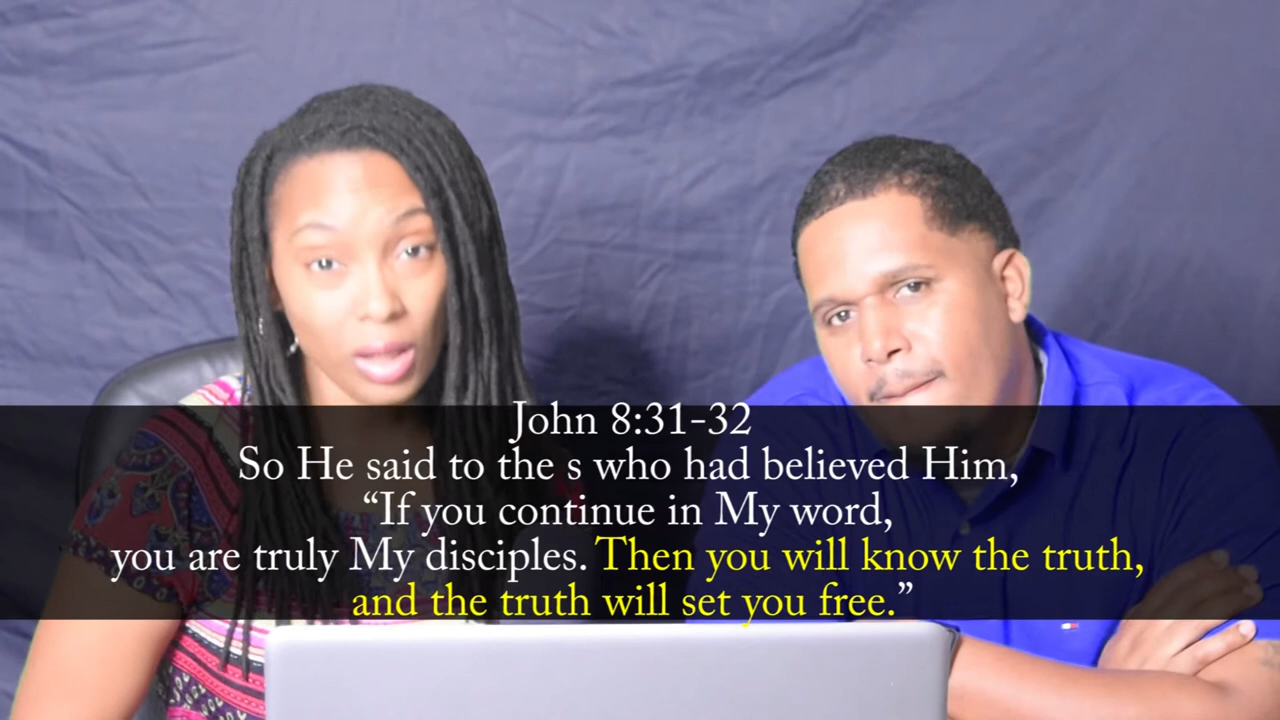 John 8:31-32
So He said to the s who had believed Him,
“If you continue in My word,
you are truly My disciples. Then you will know the truth,
and the truth will set you free.”